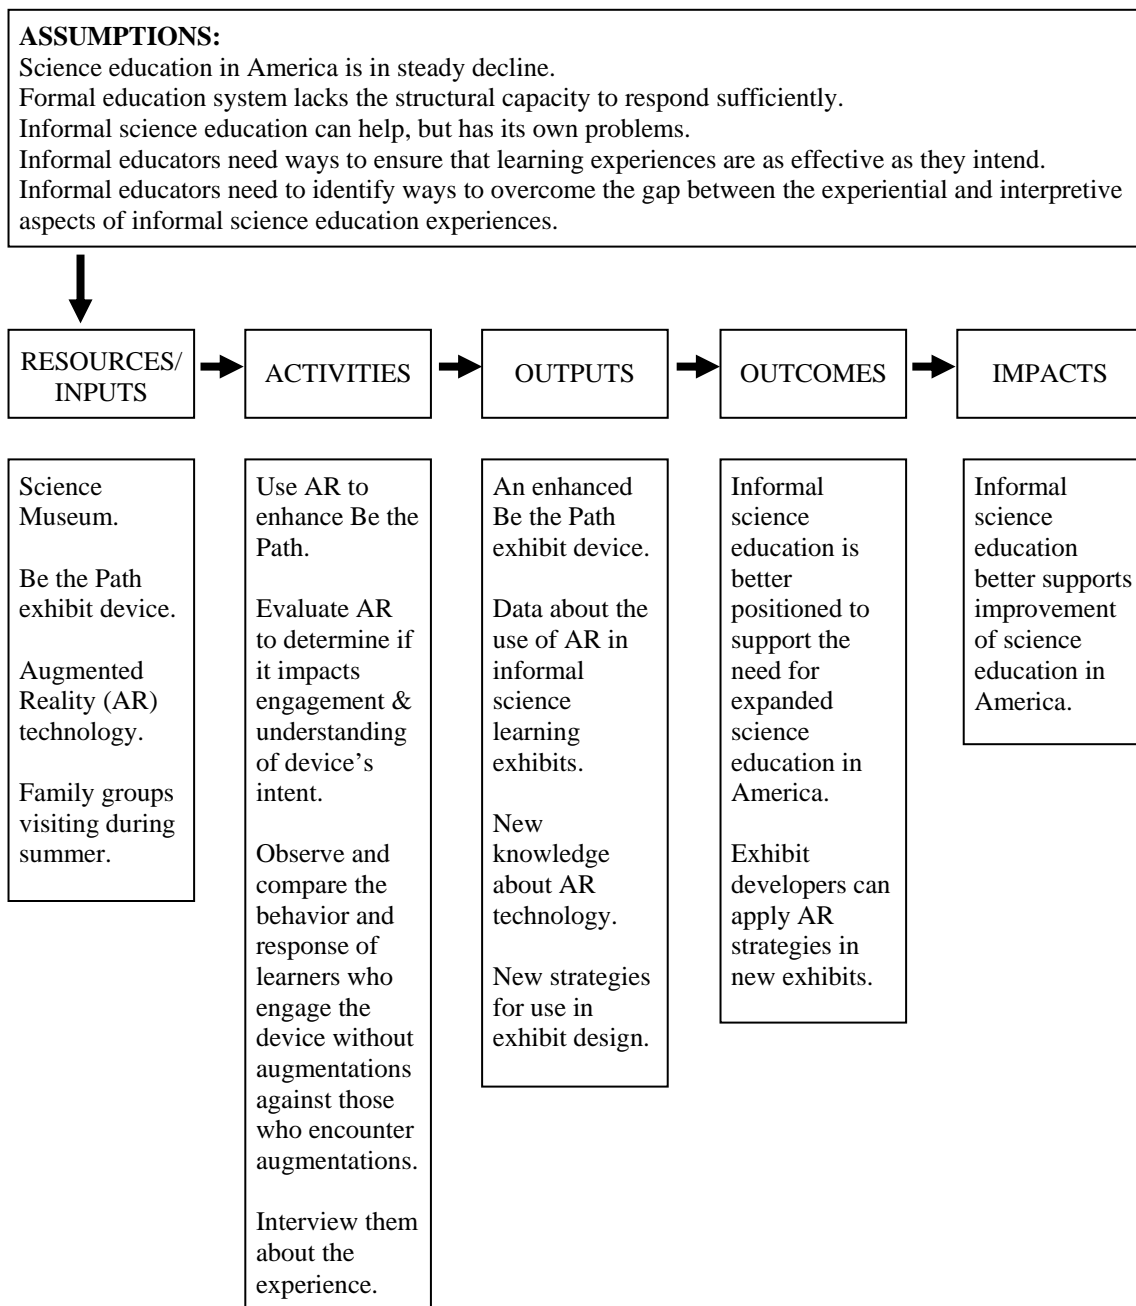 ASSUMPTIONS:
Science education in America is in steady decline.
Formal education system lacks the structural capacity to respond sufficiently.
Informal science education can help, but has its own problems.
Informal educators need ways to ensure that learning experiences are as effective as they intend.
Informal educators need to identify ways to overcome the gap between the experiential and interpretive
aspects of informal science education experiences.
RESOURCES/
INPUTS
ACTIVITIES
OUTPUTS
OUTCOMES
IMPACTS
Science
Museum.
Be the Path
exhibit device.
Augmented
Reality (AR)
technology.
Family groups
visiting during
summer.
Use AR to
enhance Be the
Path.
Evaluate AR
to determine if
it impacts
engagement &
understanding
of device's
intent.
Observe and
compare the
behavior and
response of
learners who
engage the
device without
augmentations
against those
who encounter
augmentations.
Interview them
about the
experience.
An enhanced
Be the Path
exhibit device.
Data about the
use of AR in
informal
science
learning
exhibits.
New
knowledge
about AR
technology.
New strategies
for use in
exhibit design.
Informal
science
education is
better
positioned to
support the
need for
expanded
science
education in
America.
Exhibit
developers can
apply AR
strategies in
new exhibits.
Informal
science
education
better supports
improvement
of science
education in
America.